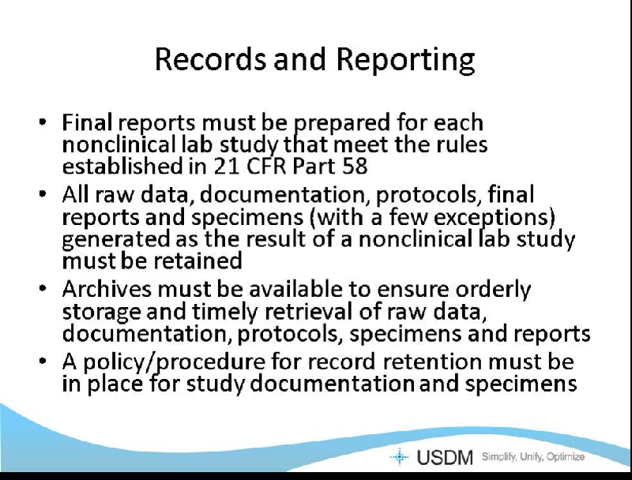 Records and Reporting
• Final reports must be prepared for each
nonclinical lab study that meet the rules
established in 21 CFR Part 58
• All raw data, documentation, protocols, final
reports and specimens (with a few exceptions)
generated as the result of a nonclinical lab study
must be retained
• Archives must be available to ensure orderly
storage and timely retrieval of raw data,
documentation, protocols, specimens and reports
• A policy/procedure for record retention must be
in place for study documentation and specimens
USDM Simplify, Unify, Optimize